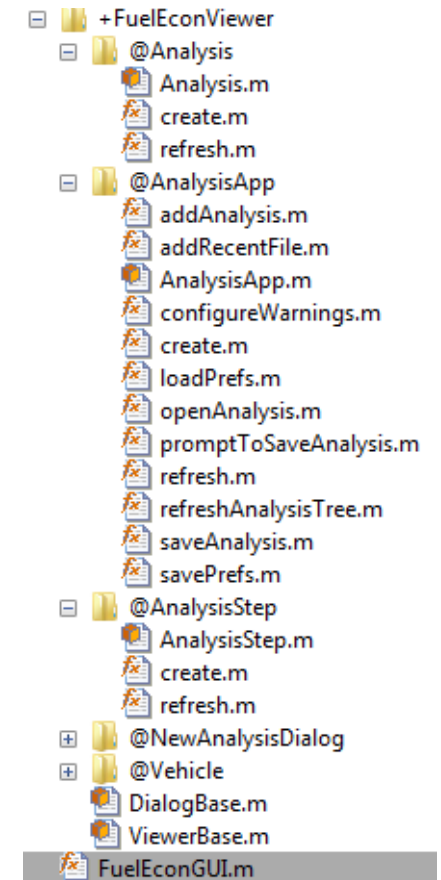 +FuelEconViewer
@Analysis
Analysis.m
create.m
refresh.m
@AnalysisApp
addAnalysis.m
addRecentFile.m
AnalysisApp.m
configureWarnings.m
create.m
loadPrefs.m
openAnalysis.m
promptToSaveAnalysis.m
refresh.m
refreshAnalysisTree.m
saveAnalysis.m
savePrefs.m
@AnalysisStep
AnalysisStep.m
create.m
refresh.m
@NewAnalysisDialog
@Vehicle
DialogBase.m
ViewerBase.m
FuelEconGUI.m